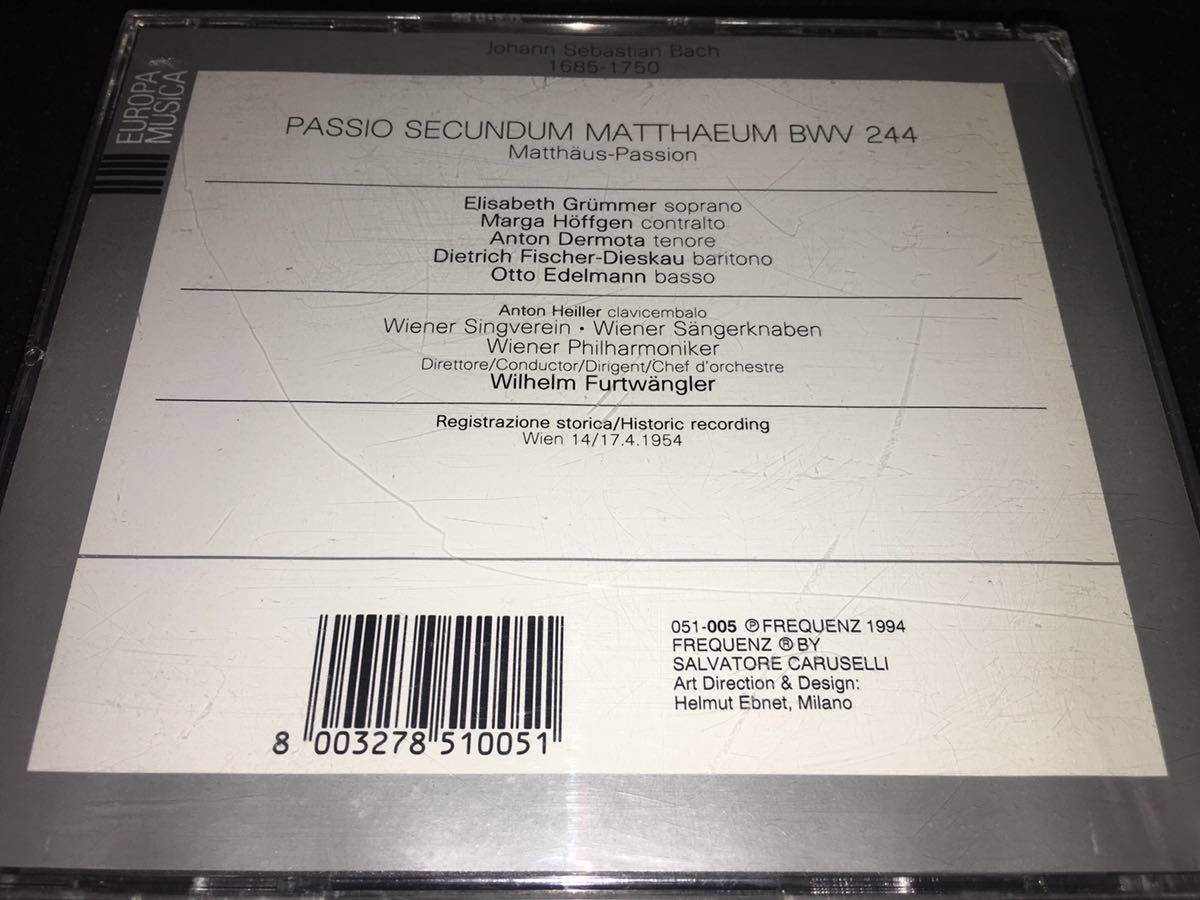 Johann Sebastian Bach
1685-1750
EUROPA
MUSICA
PASSIO SECUNDUM MATTHAEUM BWV 244
Matthäus-Passion
Elisabeth Grümmer soprano
Marga Höffgen contralto
Anton Dermota tenore
Dietrich Fischer-Dieskau baritono
Otto Edelmann basso
Anton Heiller clavicembalo
Wiener Singverein • Wiener Sängerknaben
Wiener Philharmoniker
Direttore/Conductor/Dirigent/Chef d'orchestre
Wilhelm Furtwängler
Registrazione storica/Historic recording
Wien 14/17.4.1954
051-005 ℗ FREQUENZ 1994
FREQUENZ ® BY
SALVATORE CARUSELLI
Art Direction & Design:
Helmut Ebnet, Milano
8 003278 510051